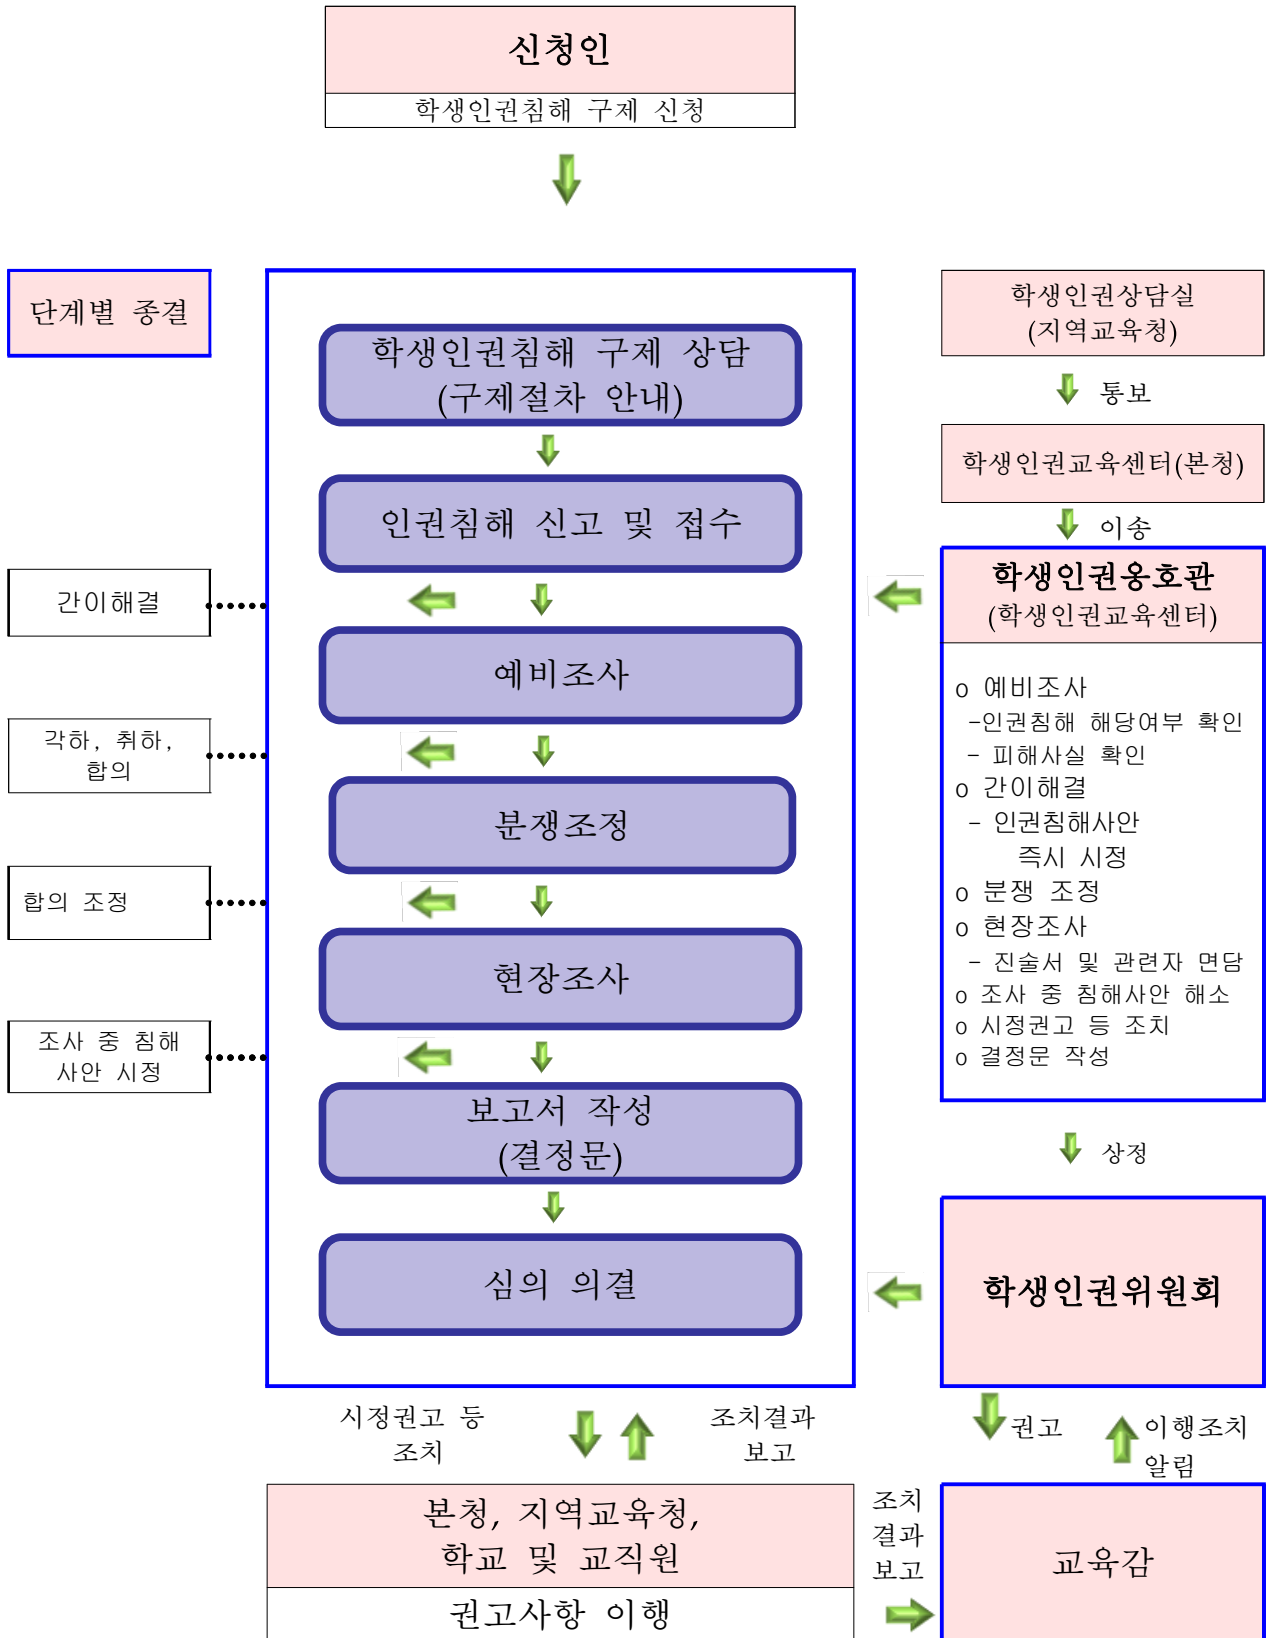 신청인
학생인권침해 구제 신청
단계별 종결
학생인권침해 구제 상담
(구제절차 안내)
인권침해 신고 및 접수
간이해결
예비조사
각하, 취하,
합의
분쟁조정
합의 조정
현장조사
조사 중 침해
사안 시정
보고서 작성
(결정문)
심의 의결
학생인권상담실
(지역교육청)
통보
학생인권교육센터(본청)
이송
학생인권옹호관
(학생인권교육센터)
o 예비조사
-인권침해 해당여부 확인
- 피해사실 확인
o 간이해결
- 인권침해사안
즉시 시정
o 분쟁 조정
o 현장조사
- 진술서 및 관련자 면담
o 조사 중 침해사안 해소
o 시정권고 등 조치
o 결정문 작성
상정
학생인권위원회
시정권고 등
조치
조치결과
보고
권고
이행조치
알림
본청, 지역교육청,
학교 및 교직원
권고사항 이행
조치
결과
보고
교육감